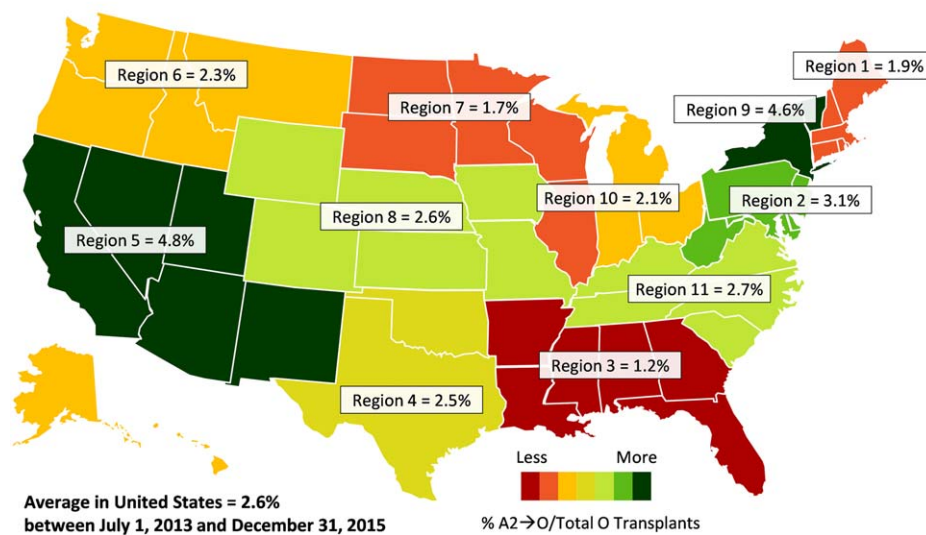 Region 1 = 1.9%
Region 6 = 2.3%
Region 7 = 1.7%
Region 9 = 4.6%
Region 10 = 2.1%
Region 2 = 3.1%
Region 8 = 2.6%
Region 5 = 4.8%
Region 11 = 2.7%
Region 3 = 1.2%
Region 4 = 2.5%
Less More
Average in United States = 2.6%
between July 1, 2013 and December 31, 2015
% A2→O/Total O Transplants